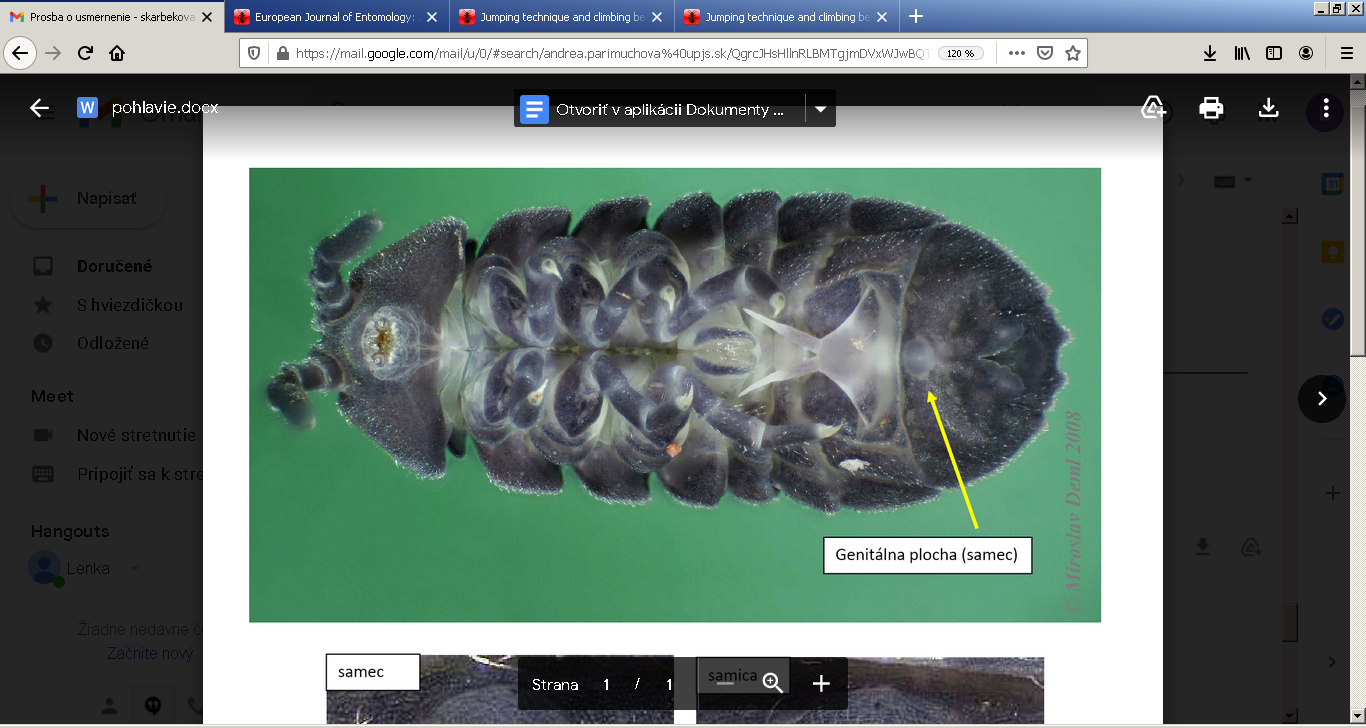 Prosba o usmernenie - skarbekova
European Journal of Entomology:
Jumping technique and climbing be
Jumping technique and climbing be
https://mail.google.com/mail/u/0/#search/andrea.parimuchova%40upjs.sk/QgrcJHsHllnRLBMTgjmDVxWJwBQT
120 %
W
pohlavie.docx
Otvoriť v aplikácii Dokumenty ...
Napísať
Doručené
S hviezdičkou
Odložené
Meet
Nové stretnutie
Pripojiť sa k stre
Hangouts
Lenka
Žiadne nedávne
Začnite nový
31
© Miroslav Deml 2008
Genitálna plocha (samec)
samec
samica
Strana 1 / 1